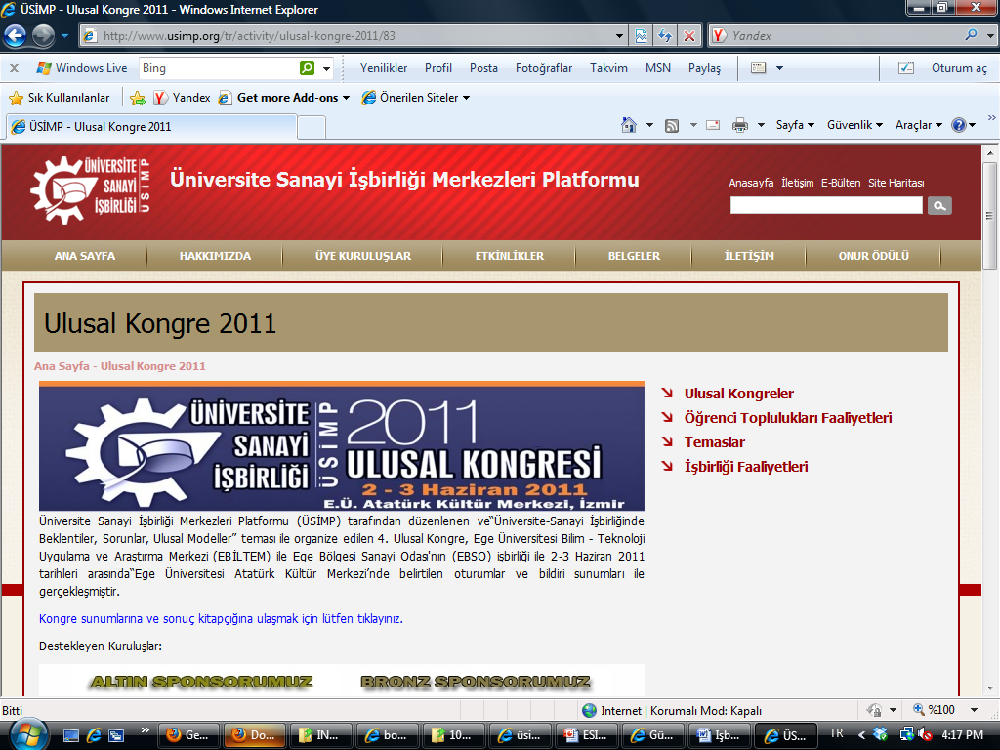 ÜSİMP - Ulusal Kongre 2011 - Windows Internet Explorer
http://www.usimp.org/tr/activity/ulusal-kongre-2011/83
Yandex
Windows Live
Bing
Yenilikler Profil Posta Fotoğraflar Takvim MSN Paylaş
Oturum aç
Sık Kullanılanlar Yandex Get more Add-ons Önerilen Siteler
ÜSİMP - Ulusal Kongre 2011
Sayfa Güvenlik Araçlar
ÜNİVERSİTE
SANAYİ
İŞBİRLİĞİ
ÜSİMP
Üniversite Sanayi İşbirliği Merkezleri Platformu
Anasayfa İletişim E-Bülten Site Haritası
ANA SAYFA HAKKIMIZDA ÜYE KURULUŞLAR ETKİNLİKLER BELGELER İLETİŞİM ONUR ÖDÜLÜ
Ulusal Kongre 2011
Ana Sayfa - Ulusal Kongre 2011
ÜNİVERSİTE
SANAYİ
İŞBİRLİĞİ
ÜSİMP
2011
ULUSAL KONGRESİ
2 - 3 Haziran 2011
E.Ü. Atatürk Kültür Merkezi, İzmir
Ulusal Kongreler
Öğrenci Toplulukları Faaliyetleri
Temaslar
İşbirliği Faaliyetleri
Üniversite Sanayi İşbirliği Merkezleri Platformu (ÜSİMP) tarafından düzenlenen ve“Üniversite-Sanayi İşbirliğinde
Beklentiler, Sorunlar, Ulusal Modeller” teması ile organize edilen 4. Ulusal Kongre, Ege Üniversitesi Bilim - Teknoloji
Uygulama ve Araştırma Merkezi (EBİLTEM) ile Ege Bölgesi Sanayi Odası'nın (EBSO) işbirliği ile 2-3 Haziran 2011
tarihleri arasında“Ege Üniversitesi Atatürk Kültür Merkezi’nde belirtilen oturumlar ve bildiri sunumları ile
gerçekleşmiştir.
Kongre sunumlarına ve sonuç kitapçığına ulaşmak için lütfen tıklayınız.
Destekleyen Kuruluşlar:
ALTIN SPONSORUMUZ BRONZ SPONSORUMUZ
Bitti
Internet | Korumalı Mod: Kapalı
%100
Ge... Do... İN... bo... 10... üsi... ESİ... Gü... İşb... ÜS...
TR
4:17 PM